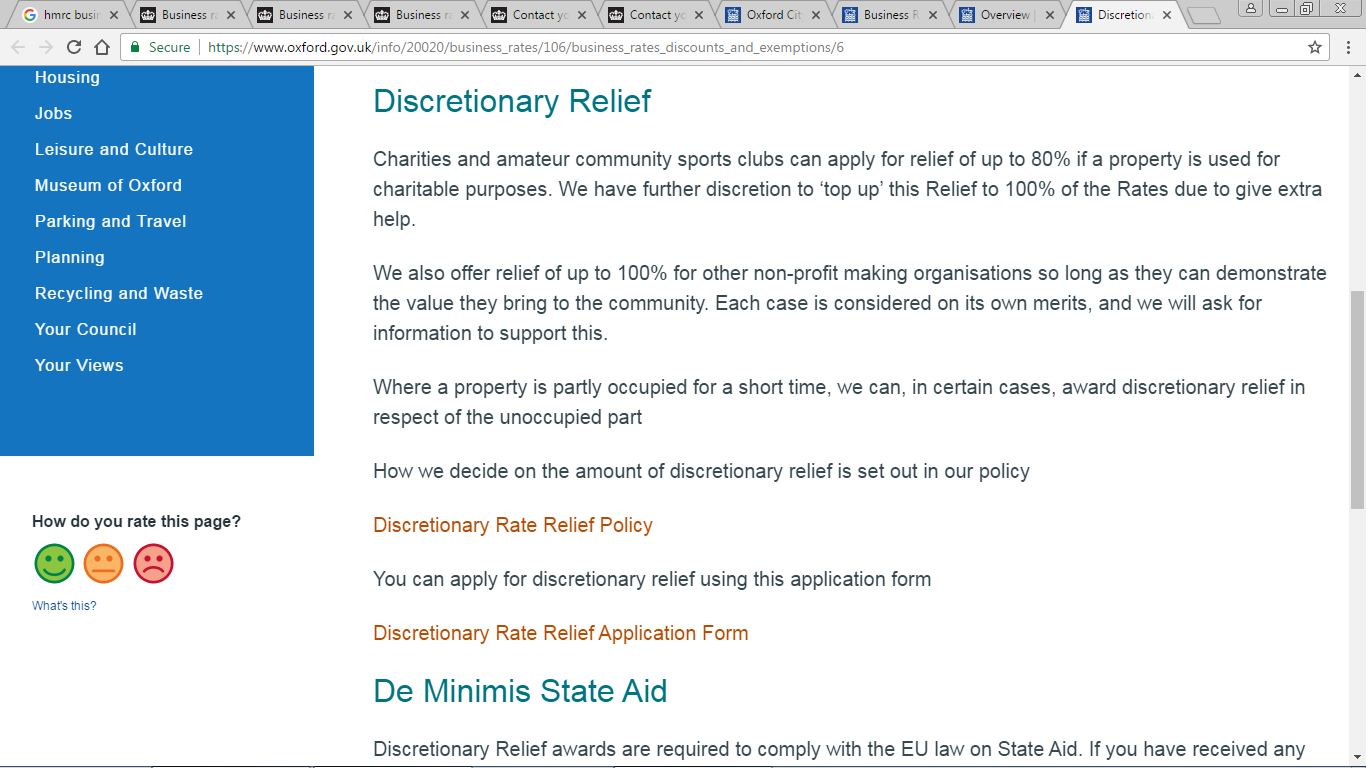 hmrc busin
Business ra
Business ra
Business ra
Contact yo
Contact yo
Oxford Cit
Business R
Overview |
Discretion
Secure
https://www.oxford.gov.uk/info/20020/business_rates/106/business_rates_discounts_and_exemptions/6
Housing
Jobs
Leisure and Culture
Museum of Oxford
Parking and Travel
Planning
Recycling and Waste
Your Council
Your Views
How do you rate this page?
What's this?
Discretionary Relief
Charities and amateur community sports clubs can apply for relief of up to 80% if a property is used for
charitable purposes. We have further discretion to ‘top up’ this Relief to 100% of the Rates due to give extra
help.
We also offer relief of up to 100% for other non-profit making organisations so long as they can demonstrate
the value they bring to the community. Each case is considered on its own merits, and we will ask for
information to support this.
Where a property is partly occupied for a short time, we can, in certain cases, award discretionary relief in
respect of the unoccupied part
How we decide on the amount of discretionary relief is set out in our policy
Discretionary Rate Relief Policy
You can apply for discretionary relief using this application form
Discretionary Rate Relief Application Form
De Minimis State Aid
Discretionary Relief awards are required to comply with the EU law on State Aid. If you have received any